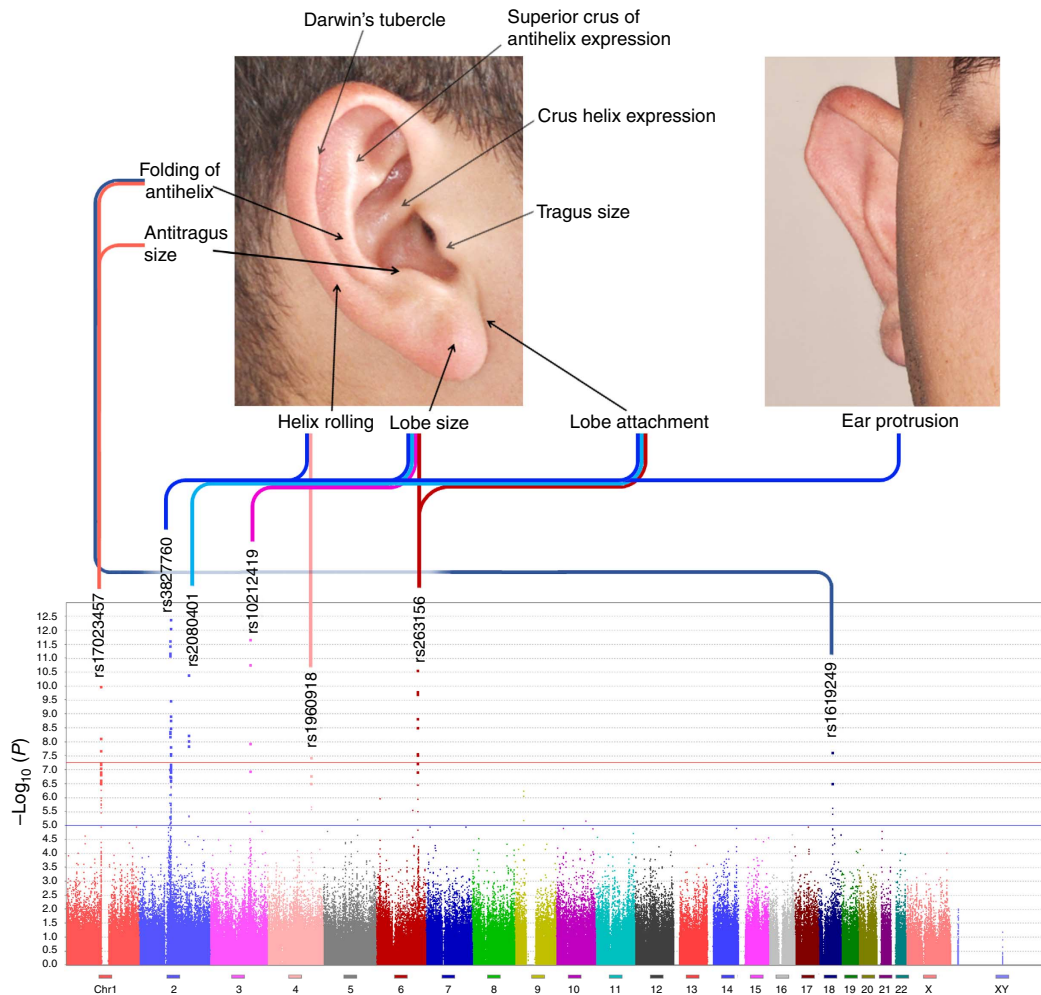 Darwin's tubercle
Superior crus of
antihelix expression
Crus helix expression
Folding of
antihelix
Tragus size
Antitragus
size
Helix rolling
Lobe size
Lobe attachment
Ear protrusion
rs17023457
rs3827760
rs2080401
rs10212419
rs1960918
rs263156
rs1619249
−Log10 (P)
12.5
12.0
11.5
11.0
10.5
10.0
9.5
9.0
8.5
8.0
7.5
7.0
6.5
6.0
5.5
5.0
4.5
4.0
3.5
3.0
2.5
2.0
1.5
1.0
0.5
0.0
Chr1 2 3 4 5 6 7 8 9 10 11 12 13 14 15 16 17 18 19 20 21 22 X XY